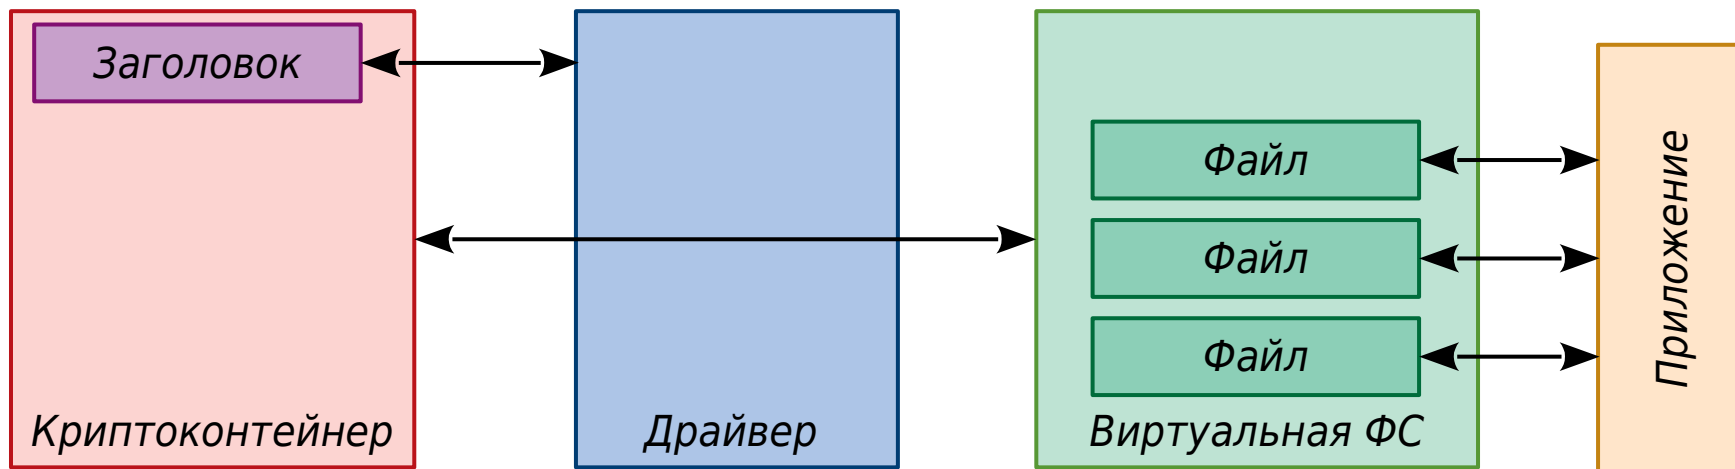 Заголовок
Криптоконтейнер
Драйвер
Файл
Файл
Файл
Виртуальная ФС
Приложение